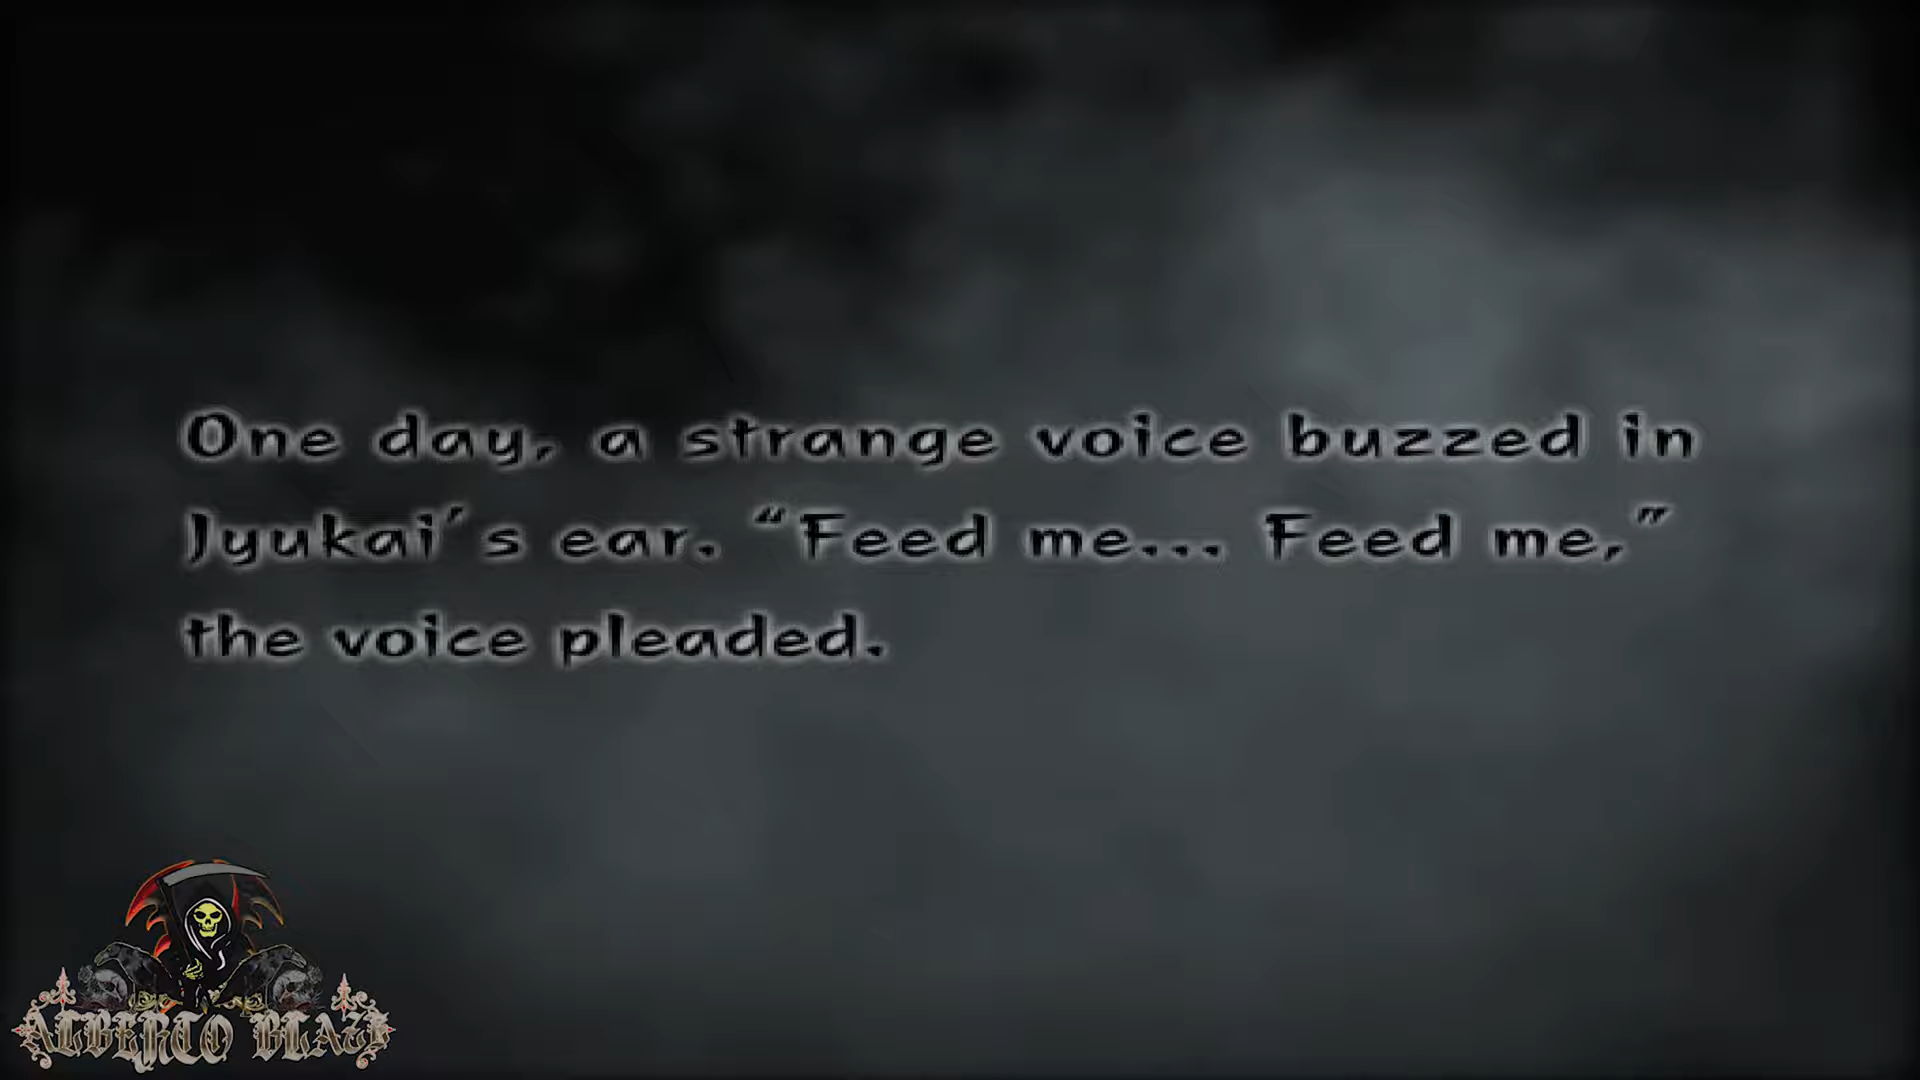 One day, a strange voice buzzed in
Jyukai's ear. “Feed me... Feed me,”
the voice pleaded.
ALBERTO BLAZE